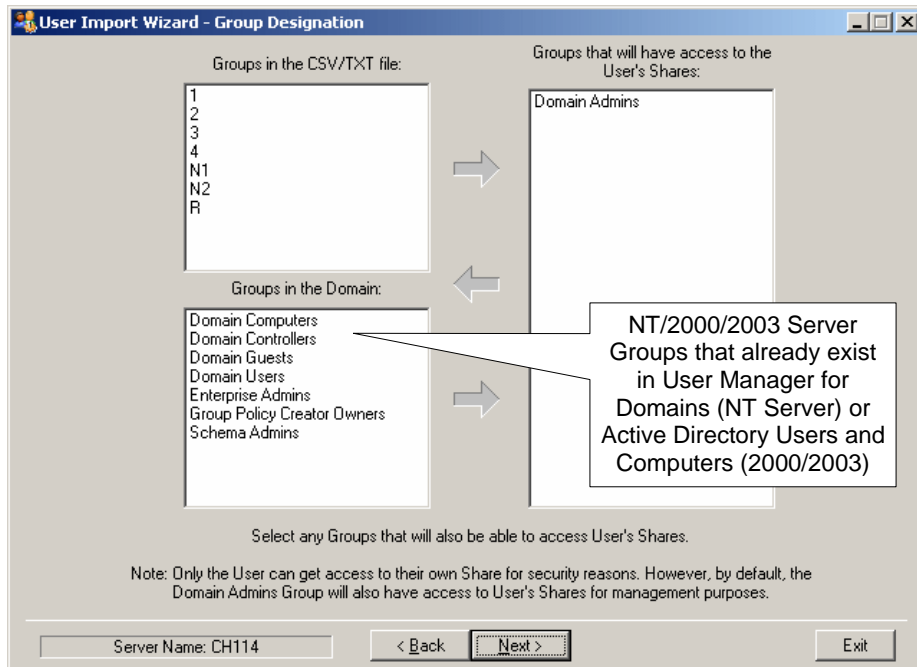 User Import Wizard - Group Designation
Groups in the CSV/TXT file:
1
2
3
4
N1
N2
R
Groups that will have access to the
User's Shares:
Domain Admins
Groups in the Domain:
Domain Computers
Domain Controllers
Domain Guests
Domain Users
Enterprise Admins
Group Policy Creator Owners
Schema Admins
NT/2000/2003 Server
Groups that already exist
in User Manager for
Domains (NT Server) or
Active Directory Users and
Computers (2000/2003)
Select any Groups that will also be able to access User's Shares.
Note: Only the User can get access to their own Share for security reasons. However, by default, the
Domain Admins Group will also have access to User's Shares for management purposes.
Server Name: CH114
< Back
Next >
Exit